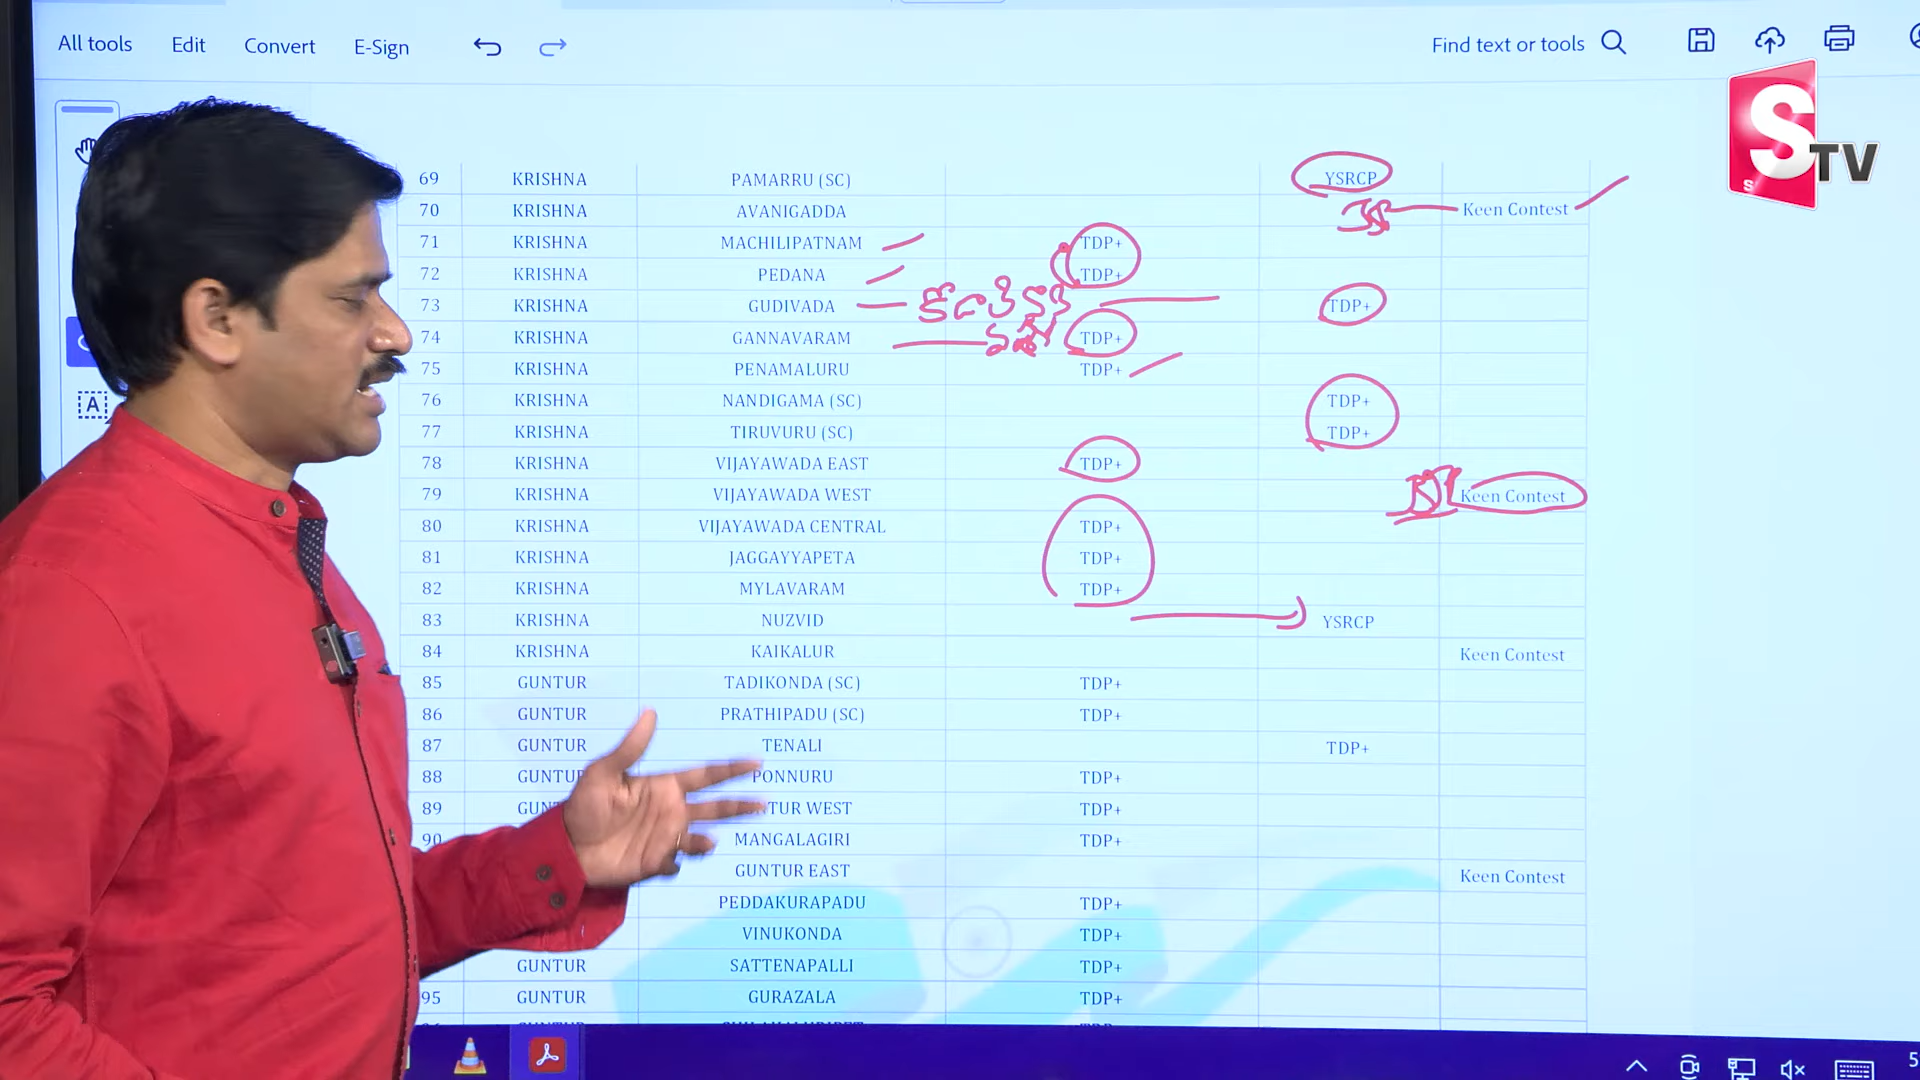 All tools Edit Convert E-Sign Find text or tools
S TV
S
69 KRISHNA PAMARRU (SC) YSRCP
70 KRISHNA AVANIGADDA Keen Contest
71 KRISHNA MACHILIPATNAM TDP+
72 KRISHNA PEDANA TDP+
73 KRISHNA GUDIVADA TDP+
74 KRISHNA GANNAVARAM TDP+
75 KRISHNA PENAMALURU TDP+
76 KRISHNA NANDIGAMA (SC) TDP+
77 KRISHNA TIRUVURU (SC) TDP+
78 KRISHNA VIJAYAWADA EAST TDP+
79 KRISHNA VIJAYAWADA WEST Keen Contest
80 KRISHNA VIJAYAWADA CENTRAL TDP+
81 KRISHNA JAGGAYYAPETA TDP+
82 KRISHNA MYLAVARAM TDP+
83 KRISHNA NUZVID YSRCP
84 KRISHNA KAIKALUR Keen Contest
85 GUNTUR TADIKONDA (SC) TDP+
86 GUNTUR PRATHIPADU (SC) TDP+
87 GUNTUR TENALI TDP+
88 GUNTUR PONNURU TDP+
89 GUNT NTUR WEST TDP+
90 MANGALAGIRI TDP+
GUNTUR EAST Keen Contest
PEDDAKURAPADU TDP+
VINUKONDA TDP+
GUNTUR SATTENAPALLI TDP+
95 GUNTUR GURAZALA TDP+